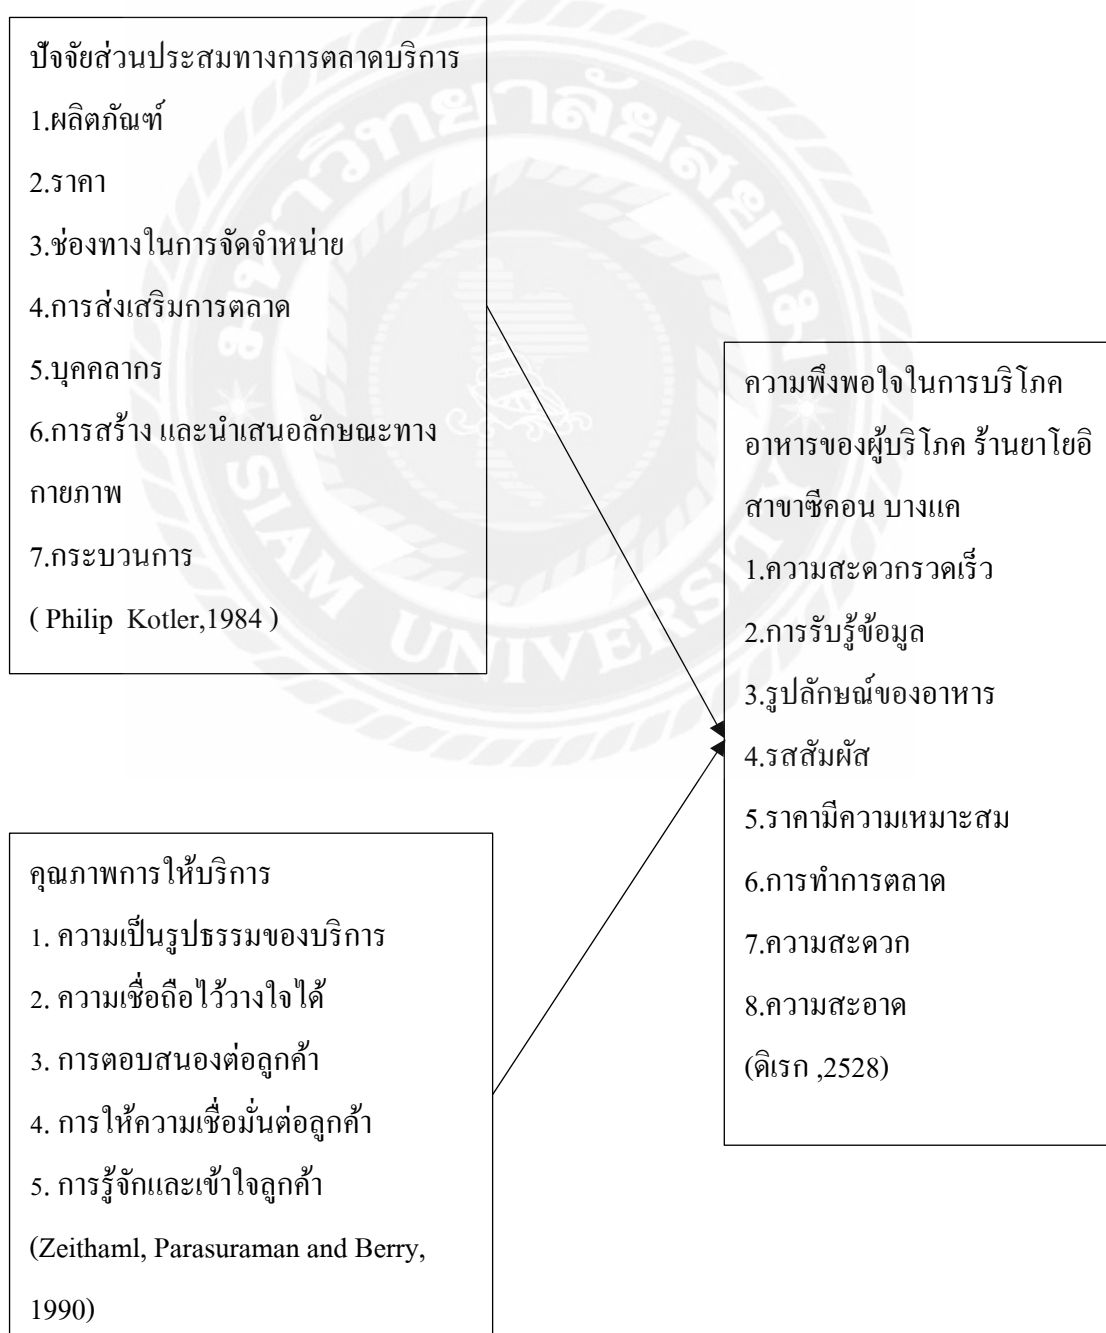 ปัจจัยส่วนประสมทางการตลาดบริการ
1.ผลิตภัณฑ์
2.ราคา
3.ช่องทางในการจัดจำหน่าย
4.การส่งเสริมการตลาด
5.บุคคลากร
6.การสร้าง และนำเสนอลักษณะทาง
กายภาพ
7.กระบวนการ
( Philip Kotler,1984 )
คุณภาพการให้บริการ
1. ความเป็นรูปธรรมของบริการ
2. ความเชื่อถือไว้วางใจได้
3. การตอบสนองต่อลูกค้า
4. การให้ความเชื่อมั่นต่อลูกค้า
5. การรู้จักและเข้าใจลูกค้า
(Zeithaml, Parasuraman and Berry,
1990)
ความพึงพอใจในการบริโภค
อาหารของผู้บริโภค ร้านยาโยอิ
สาขาซีคอน บางแค
1.ความสะดวกรวดเร็ว
2.การรับรู้ข้อมูล
3.รูปลักษณ์ของอาหาร
4.รสสัมผัส
5.ราคามีความเหมาะสม
6.การทำการตลาด
7.ความสะดวก
8.ความสะอาด
(ดิเรก ,2528)
มหาวิทยาลัยสยาม
SIAM UNIVERSITY